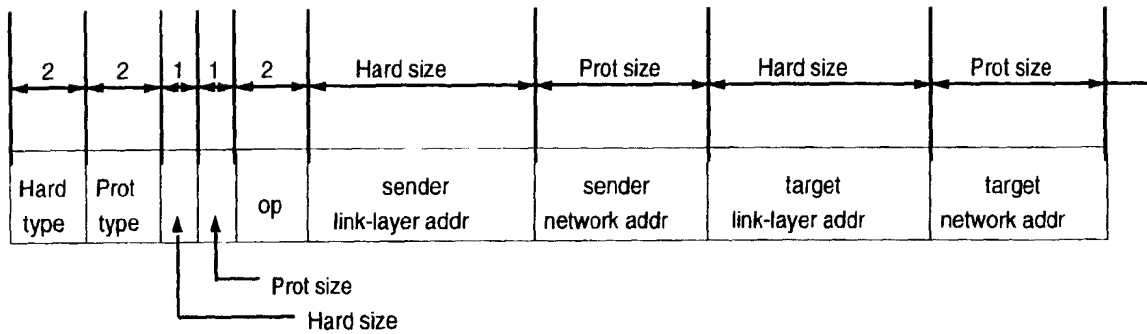 2 2 1 1 2 Hard size Prot size Hard size Prot size
Hard type
Prot type
op
sender
link-layer addr
sender
network addr
target
link-layer addr
target
network addr
Prot size
Hard size